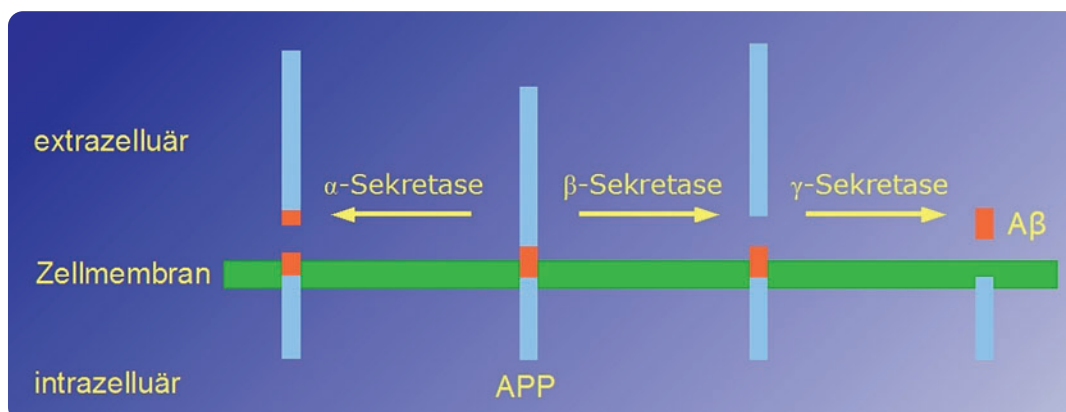 extrazelluär
α-Sekretase
β-Sekretase
γ-Sekretase
Aβ
Zellmembran
intrazelluär
APP